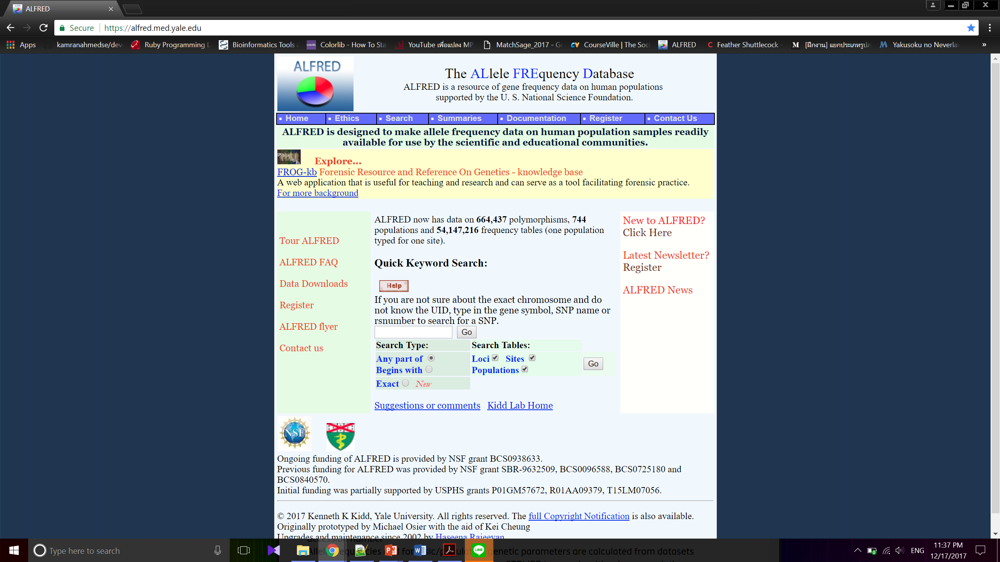 ALFRED
Secure https://alfred.med.yale.edu
Apps kamranahmedse/dev Ruby Programming Bioinformatics Tools Colorlib - How To Sta YouTube เพื่อแปลง MP MatchSage_2017 - G CourseVille | The Soci ALFRED Feather Shuttlecock - [ฝึกงาน] แยกประเภทรูป Yakusoku no Neverla »
ALFRED
The ALlele FREquency Database
ALFRED is a resource of gene frequency data on human populations
supported by the U. S. National Science Foundation.
Home Ethics Search Summaries Documentation Register Contact Us
ALFRED is designed to make allele frequency data on human population samples readily
available for use by the scientific and educational communities.
Explore...
FROG-kb Forensic Resource and Reference On Genetics - knowledge base
A web application that is useful for teaching and research and can serve as a tool facilitating forensic practice.
For more background
Tour ALFRED
ALFRED FAQ
Data Downloads
Register
ALFRED flyer
Contact us
ALFRED now has data on 664,437 polymorphisms, 744
populations and 54,147,216 frequency tables (one population
typed for one site).
Quick Keyword Search:
Help
If you are not sure about the exact chromosome and do
not know the UID, type in the gene symbol, SNP name or
rsnumber to search for a SNP.
Go
Search Type: Search Tables:
Any part of Loci Sites
Begins with Populations
Go
Exact New
Suggestions or comments Kidd Lab Home
New to ALFRED?
Click Here
Latest Newsletter?
Register
ALFRED News
NSF
Ongoing funding of ALFRED is provided by NSF grant BCS0938633.
Previous funding for ALFRED was provided by NSF grant SBR-9632509, BCS0096588, BCS0725180 and
BCS0840570.
Initial funding was partially supported by USPHS grants P01GM57672, R01AA09379, T15LM07056.
© 2017 Kenneth K Kidd, Yale University. All rights reserved. The full Copyright Notification is also available.
Originally prototyped by Michael Osier with the aid of Kei Cheung
Upgrades and maintenance since 2002 by Haseena Rajeevan
accession number
Type here to search
genetic parameters are calculated from datasets
LINE
ENG
11:37 PM
12/17/2017